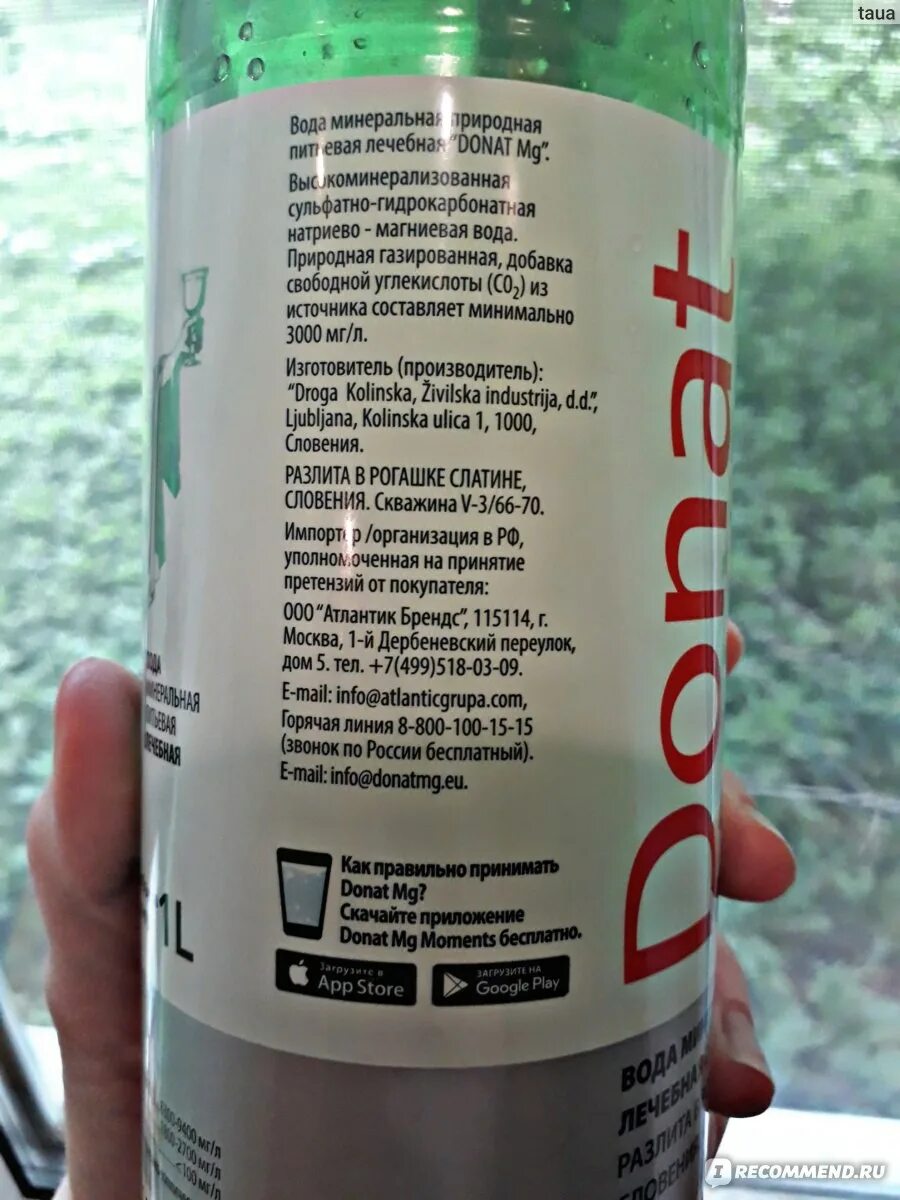 taua
Вода минеральная природная
питьевая лечебная "DONAT Mg".
Высокоминерализованная
сульфатно-гидрокарбонатная
натриево - магниевая вода.
Природная газированная, добавка
свободной углекислоты (CO₂) из
источника составляет минимально
3000 мг/л.
Изготовитель (производитель):
"Droga Kolinska, Živilska industrija, d.d.",
Ljubljana, Kolinska ulica 1, 1000,
Словения.
РАЗЛИТА В РОГАШКЕ СЛАТИНЕ,
СЛОВЕНИЯ. Скважина V-3/66-70.
Импортер /организация в РФ,
уполномоченная на принятие
претензий от покупателя:
ООО "Атлантик Брендс", 115114, г.
Москва, 1-й Дербеневский переулок,
дом 5. тел. +7(499)518-03-09.
E-mail: info@atlanticgrupa.com,
Горячая линия 8-800-100-15-15
(звонок по России бесплатный).
E-mail: info@donatmg.eu.
Как правильно принимать
Donat Mg?
Скачайте приложение
Donat Mg Moments бесплатно.
Загрузите в
App Store
ЗАГРУЗИТЕ НА
Google Play
Donat
1L
ВОДА
ЛЕЧЕБНА
РАЗЛИТА
IRECOMMEND.RU